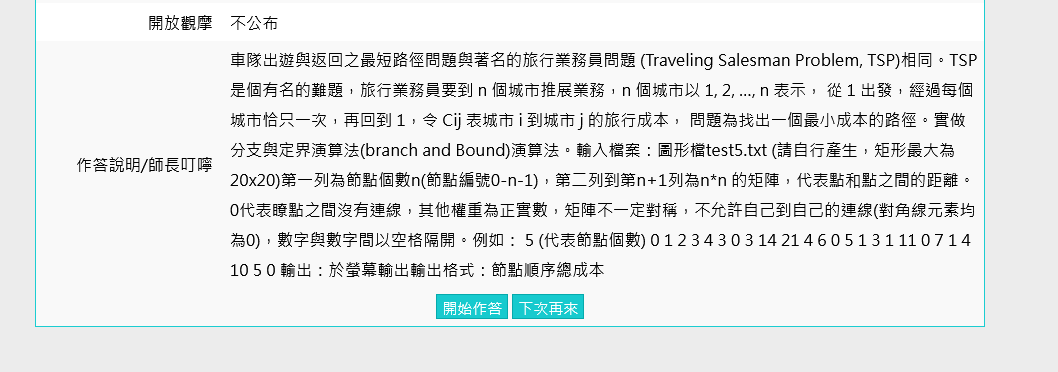 開放觀摩 不公布
作答說明/師長叮嚀
車隊出遊與返回之最短路徑問題與著名的旅行業務員問題 (Traveling Salesman Problem, TSP)相同。TSP
是個有名的難題，旅行業務員要到 n 個城市推展業務，n 個城市以 1, 2, ..., n 表示， 從 1 出發，經過每個
城市恰只一次，再回到 1，令 Cij 表城市 i 到城市 j 的旅行成本， 問題為找出一個最小成本的路徑。實做
分支與定界演算法(branch and Bound)演算法。輸入檔案：圖形檔test5.txt (請自行產生，矩形最大為
20x20)第一列為節點個數n(節點編號0-n-1)，第二列到第n+1列為n*n 的矩陣，代表點和點之間的距離。
0代表瞭點之間沒有連線，其他權重為正實數，矩陣不一定對稱，不允許自己到自己的連線(對角線元素均
為0)，數字與數字間以空格隔開。例如： 5 (代表節點個數) 0 1 2 3 4 3 0 3 14 21 4 6 0 5 1 3 1 11 0 7 1 4
10 5 0 輸出：於螢幕輸出輸出格式：節點順序總成本
開始作答 下次再來